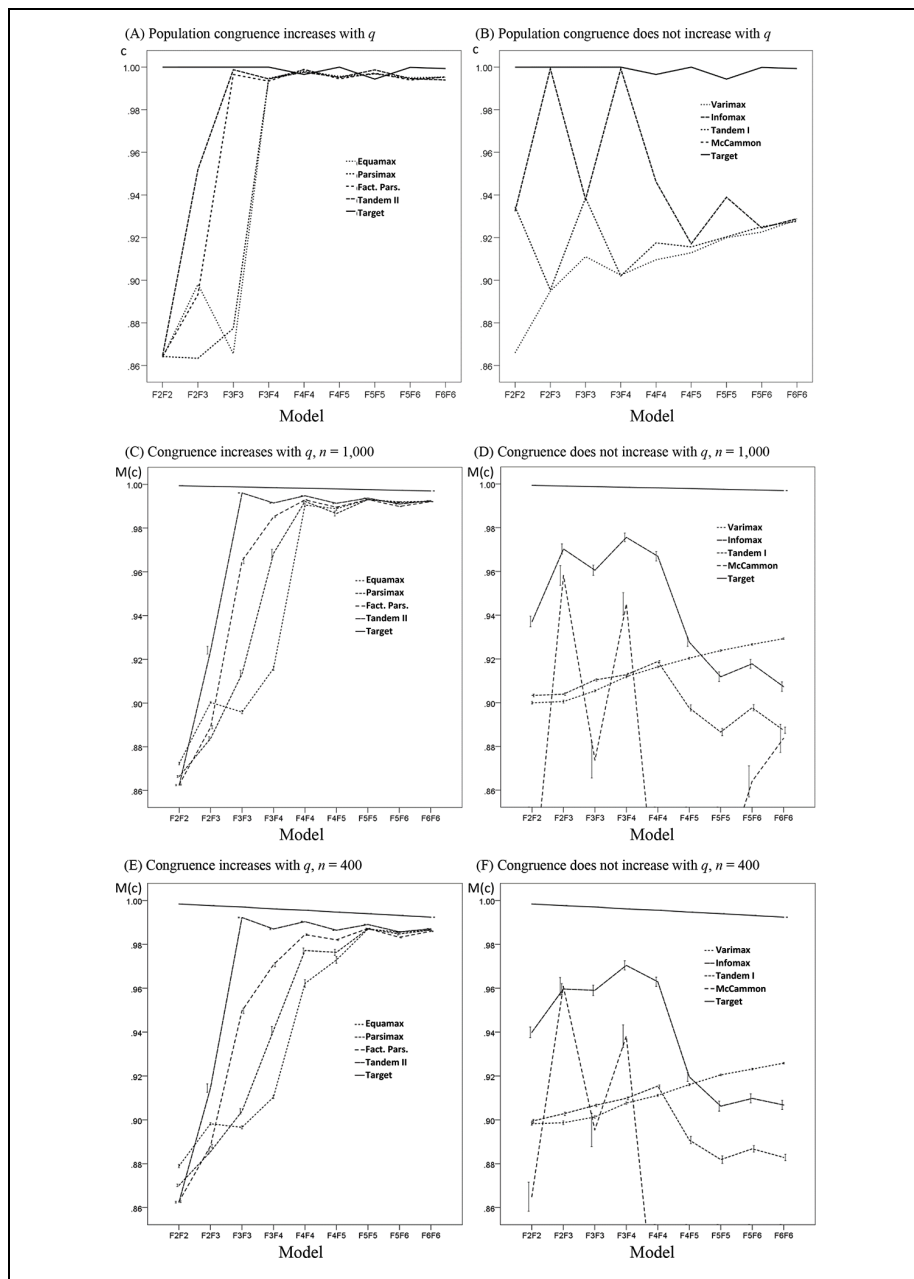 (A) Population congruence increases with q
(B) Population congruence does not increase with q
c
1.00
.98
.96
.94
.92
.90
.88
.86
Equamax
Parsimax
Fact. Pars.
Tandem II
Target
F2F2 F2F3 F3F3 F3F4 F4F4 F4F5 F5F5 F5F6 F6F6
Model
c
1.00
.98
.96
.94
.92
.90
.88
.86
Varimax
Infomax
Tandem I
McCammon
Target
F2F2 F2F3 F3F3 F3F4 F4F4 F4F5 F5F5 F5F6 F6F6
Model
(C) Congruence increases with q, n = 1,000
(D) Congruence does not increase with q, n = 1,000
M(c)
1.00
.98
.96
.94
.92
.90
.88
.86
Equamax
Parsimax
Fact. Pars.
Tandem II
Target
F2F2 F2F3 F3F3 F3F4 F4F4 F4F5 F5F5 F5F6 F6F6
Model
M(c)
1.00
.98
.96
.94
.92
.90
.88
.86
Varimax
Infomax
Tandem I
McCammon
Target
F2F2 F2F3 F3F3 F3F4 F4F4 F4F5 F5F5 F5F6 F6F6
Model
(E) Congruence increases with q, n = 400
(F) Congruence does not increase with q, n = 400
M(c)
1.00
.98
.96
.94
.92
.90
.88
.86
Equamax
Parsimax
Fact. Pars.
Tandem II
Target
F2F2 F2F3 F3F3 F3F4 F4F4 F4F5 F5F5 F5F6 F6F6
Model
M(c)
1.00
.98
.96
.94
.92
.90
.88
.86
Varimax
Infomax
Tandem I
McCammon
Target
F2F2 F2F3 F3F3 F3F4 F4F4 F4F5 F5F5 F5F6 F6F6
Model